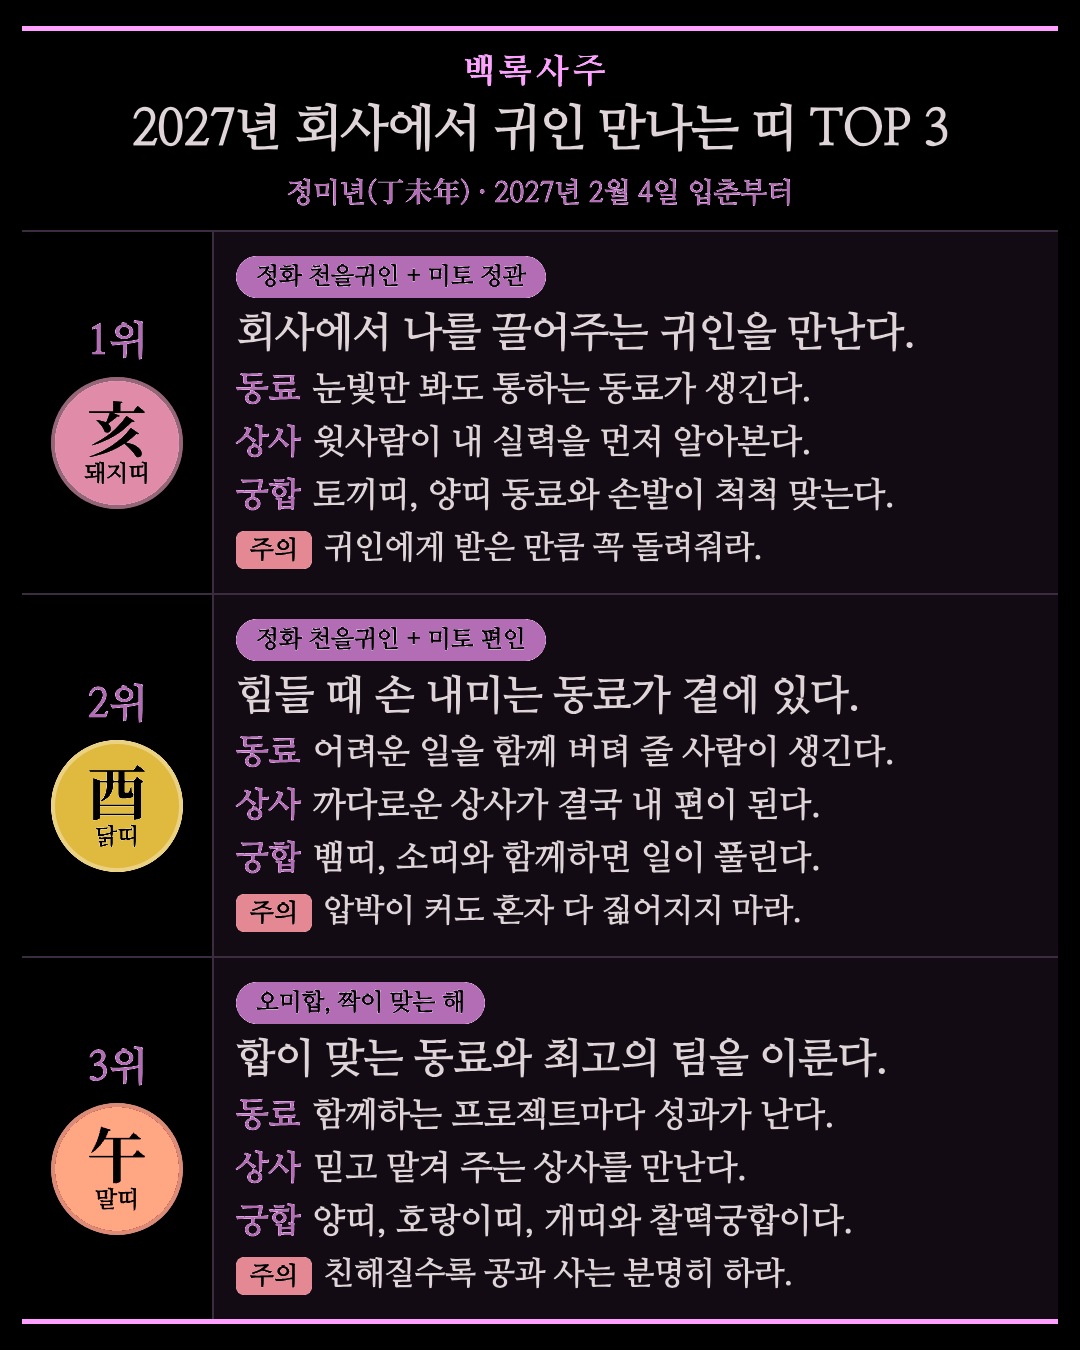 백록사주
2027년 회사에서 귀인 만나는 띠 TOP 3
정미년(丁未年) · 2027년 2월 4일 입춘부터
1위
亥
돼지띠
정화 천을귀인 + 미토 정관
회사에서 나를 끌어주는 귀인을 만난다.
동료 눈빛만 봐도 통하는 동료가 생긴다.
상사 윗사람이 내 실력을 먼저 알아본다.
궁합 토끼띠, 양띠 동료와 손발이 척척 맞는다.
주의 귀인에게 받은 만큼 꼭 돌려줘라.
2위
酉
닭띠
정화 천을귀인 + 미토 편인
힘들 때 손 내미는 동료가 곁에 있다.
동료 어려운 일을 함께 버텨 줄 사람이 생긴다.
상사 까다로운 상사가 결국 내 편이 된다.
궁합 뱀띠, 소띠와 함께하면 일이 풀린다.
주의 압박이 커도 혼자 다 짊어지지 마라.
3위
午
말띠
오미합, 짝이 맞는 해
합이 맞는 동료와 최고의 팀을 이룬다.
동료 함께하는 프로젝트마다 성과가 난다.
상사 믿고 맡겨 주는 상사를 만난다.
궁합 양띠, 호랑이띠, 개띠와 찰떡궁합이다.
주의 친해질수록 공과 사는 분명히 하라.